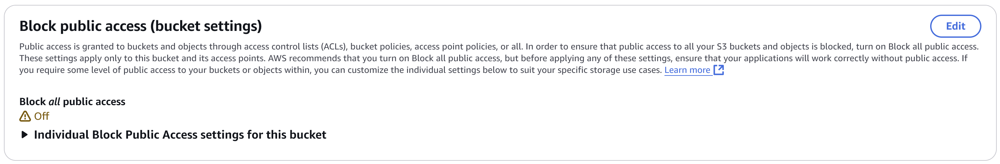 Block public access (bucket settings)
Edit
Public access is granted to buckets and objects through access control lists (ACLs), bucket policies, access point policies, or all. In order to ensure that public access to all your S3 buckets and objects is blocked, turn on Block all public access.
These settings apply only to this bucket and its access points. AWS recommends that you turn on Block all public access, but before applying any of these settings, ensure that your applications will work correctly without public access. If
you require some level of public access to your buckets or objects within, you can customize the individual settings below to suit your specific storage use cases. Learn more
Block all public access
Off
Individual Block Public Access settings for this bucket